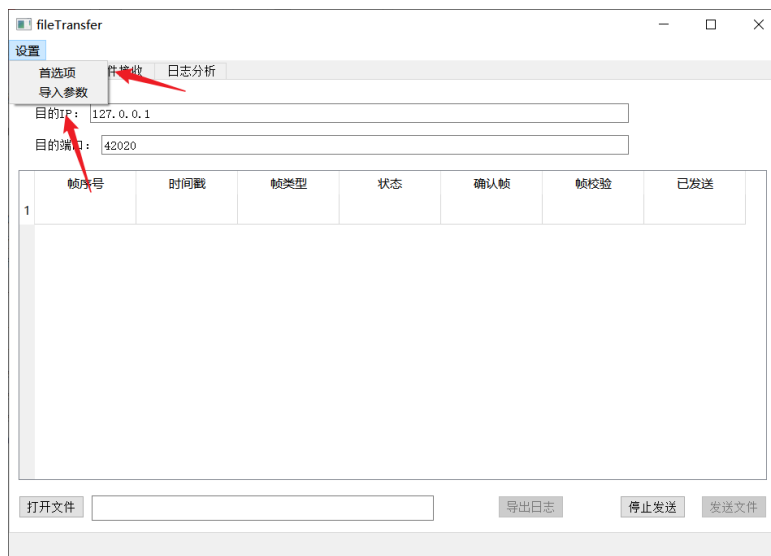 fileTransfer
设置
首选项 件接收 日志分析
导入参数
目的IP： 127.0.0.1
目的端口： 42020
帧序号 时间戳 帧类型 状态 确认帧 帧校验 已发送
1
打开文件 导出日志 停止发送 发送文件